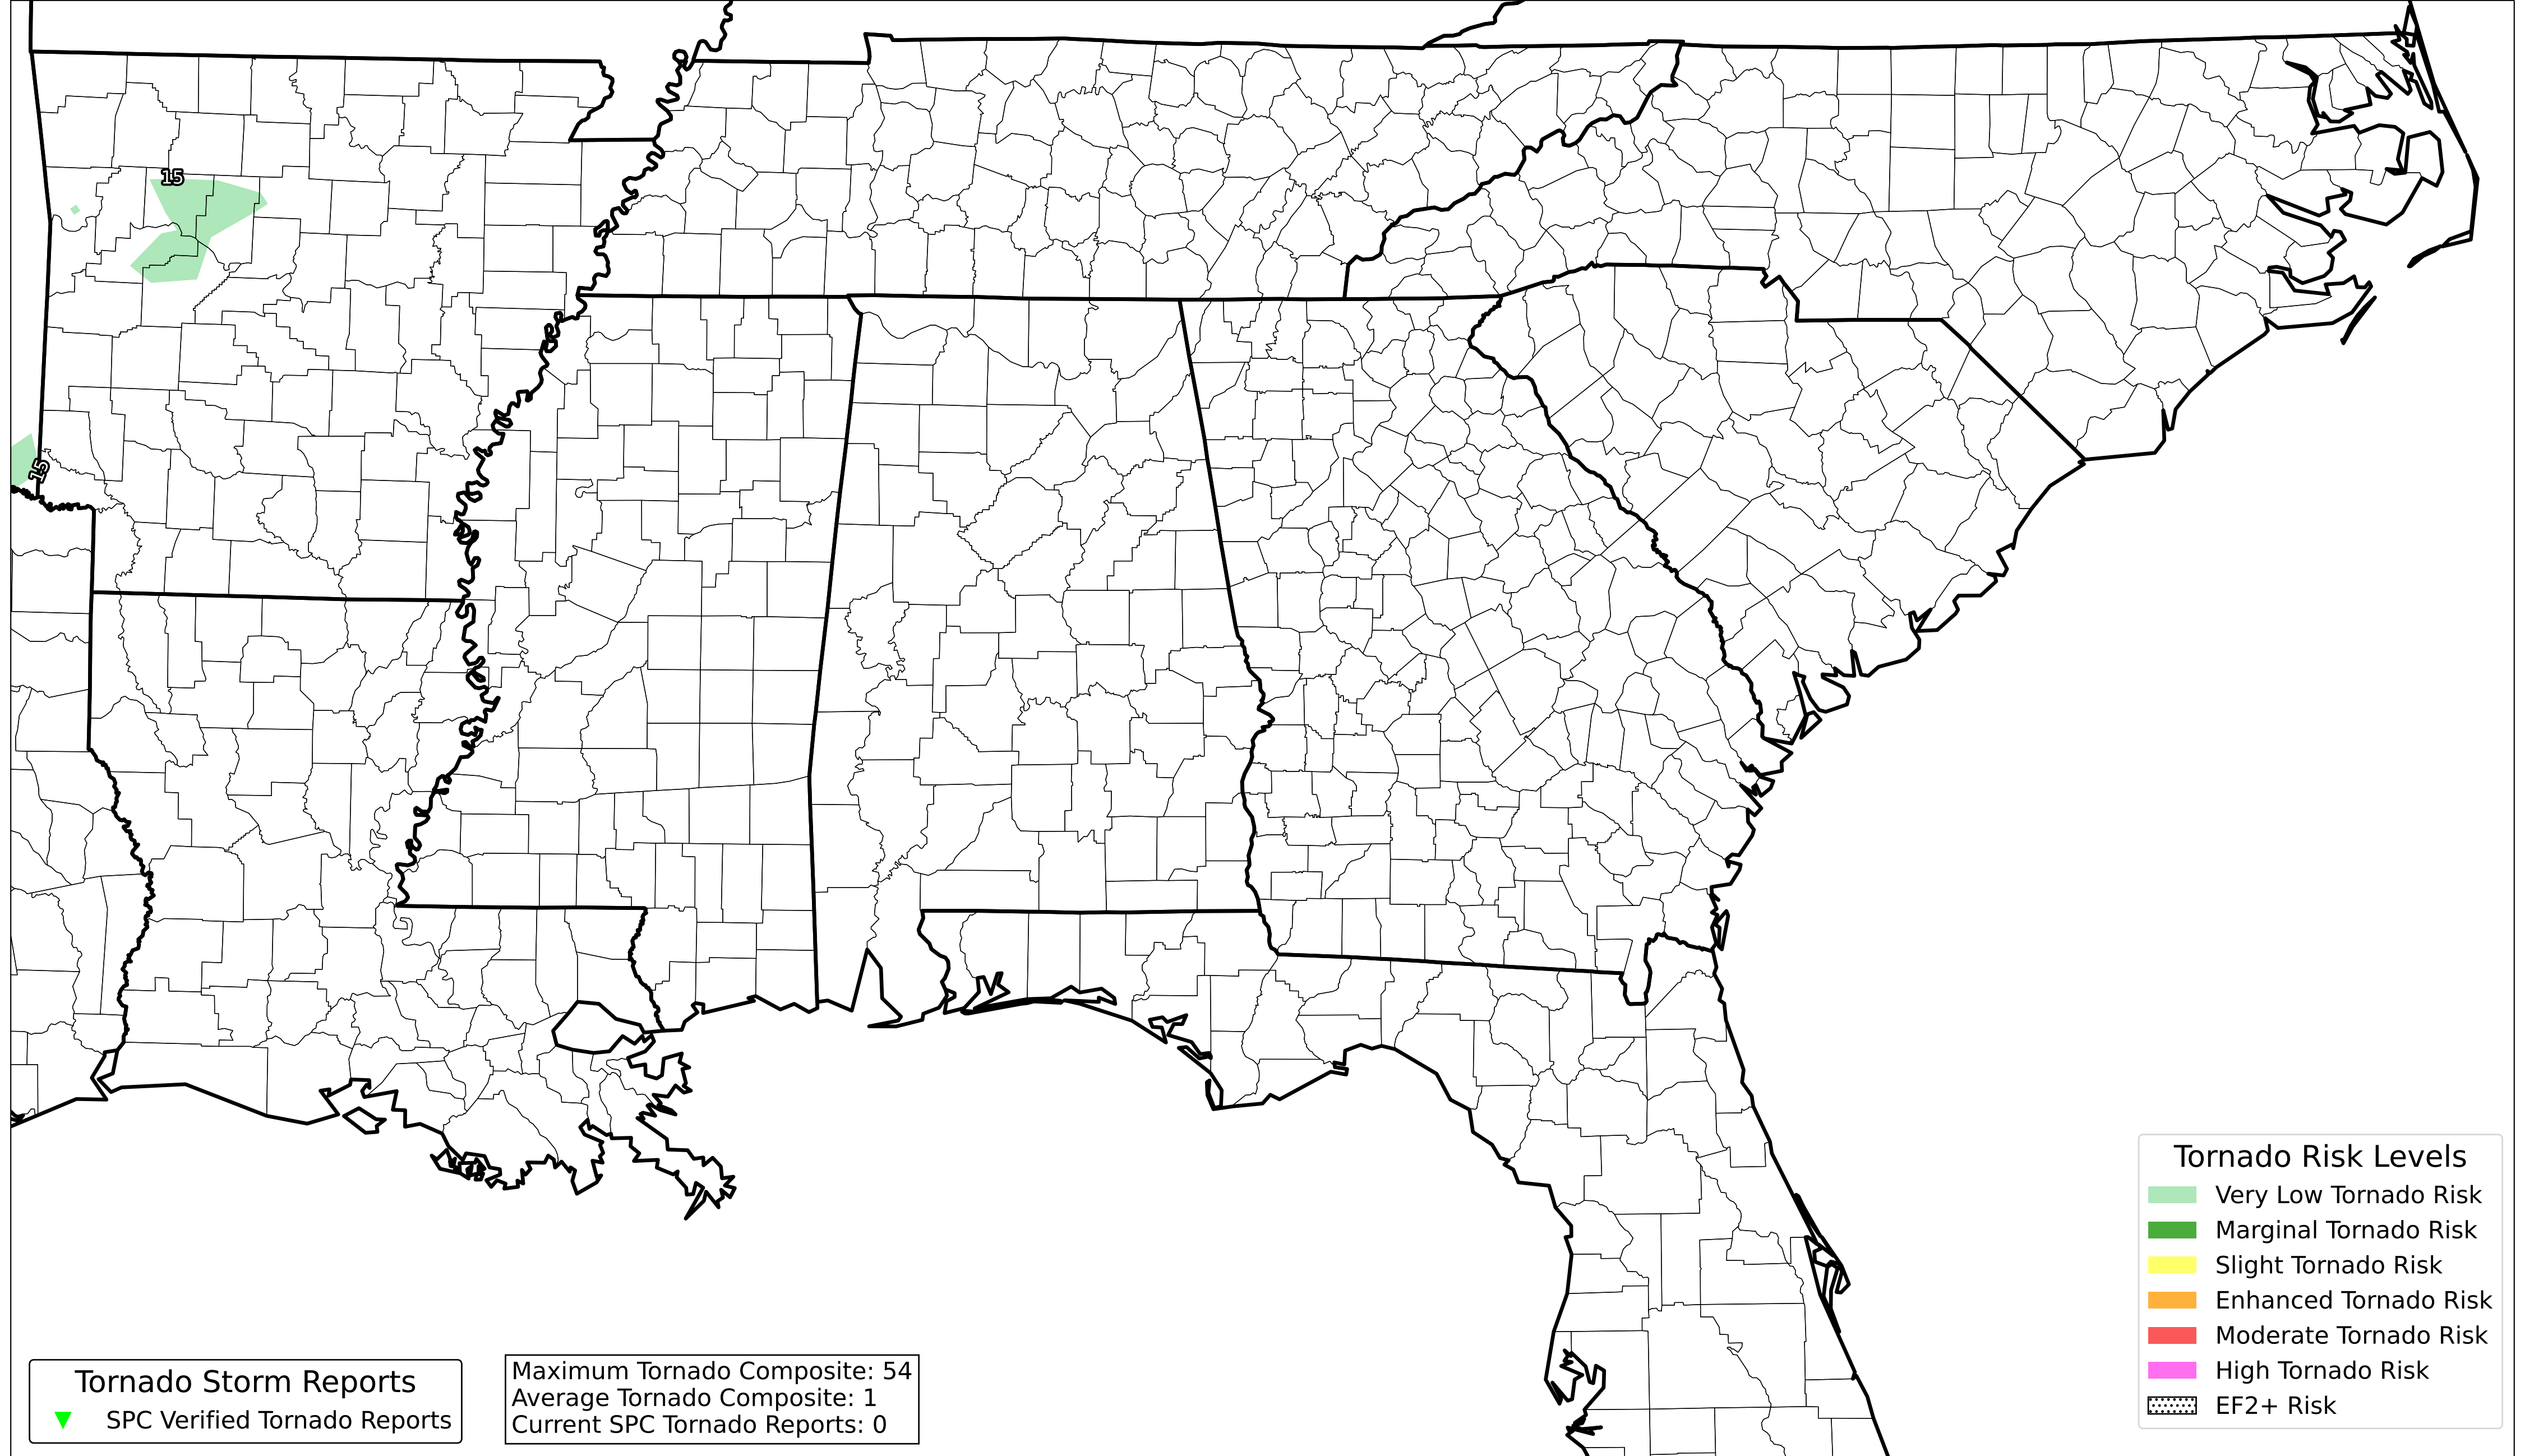 15
15
Tornado Risk Levels
Very Low Tornado Risk
Marginal Tornado Risk
Slight Tornado Risk
Enhanced Tornado Risk
Moderate Tornado Risk
High Tornado Risk
EF2+ Risk
Tornado Storm Reports
SPC Verified Tornado Reports
Maximum Tornado Composite: 54
Average Tornado Composite: 1
Current SPC Tornado Reports: 0